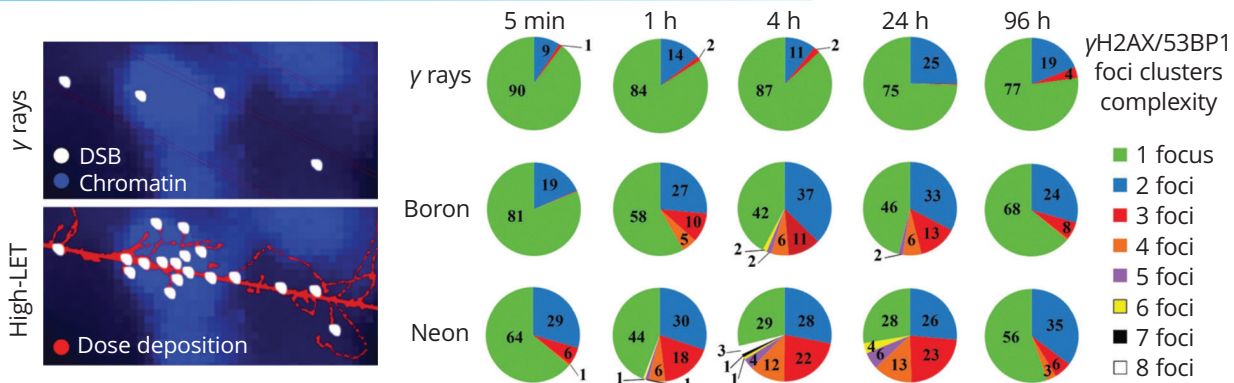 5 min 1 h 4 h 24 h 96 h
γ rays
DSB
Chromatin
High-LET
Dose deposition
γ rays
90 9 1
84 14 2
87 11 2
75 25
77 19 4
Boron
81 19
58 27 10 5
42 37 11 6 2 2
46 33 13 6 2
68 24 8
Neon
64 29 6 1
44 30 18 6 1 1
29 28 22 12 4 1 1 3
28 26 23 13 6 4
56 35 6 3
γH2AX/53BP1
foci clusters
complexity
1 focus
2 foci
3 foci
4 foci
5 foci
6 foci
7 foci
8 foci